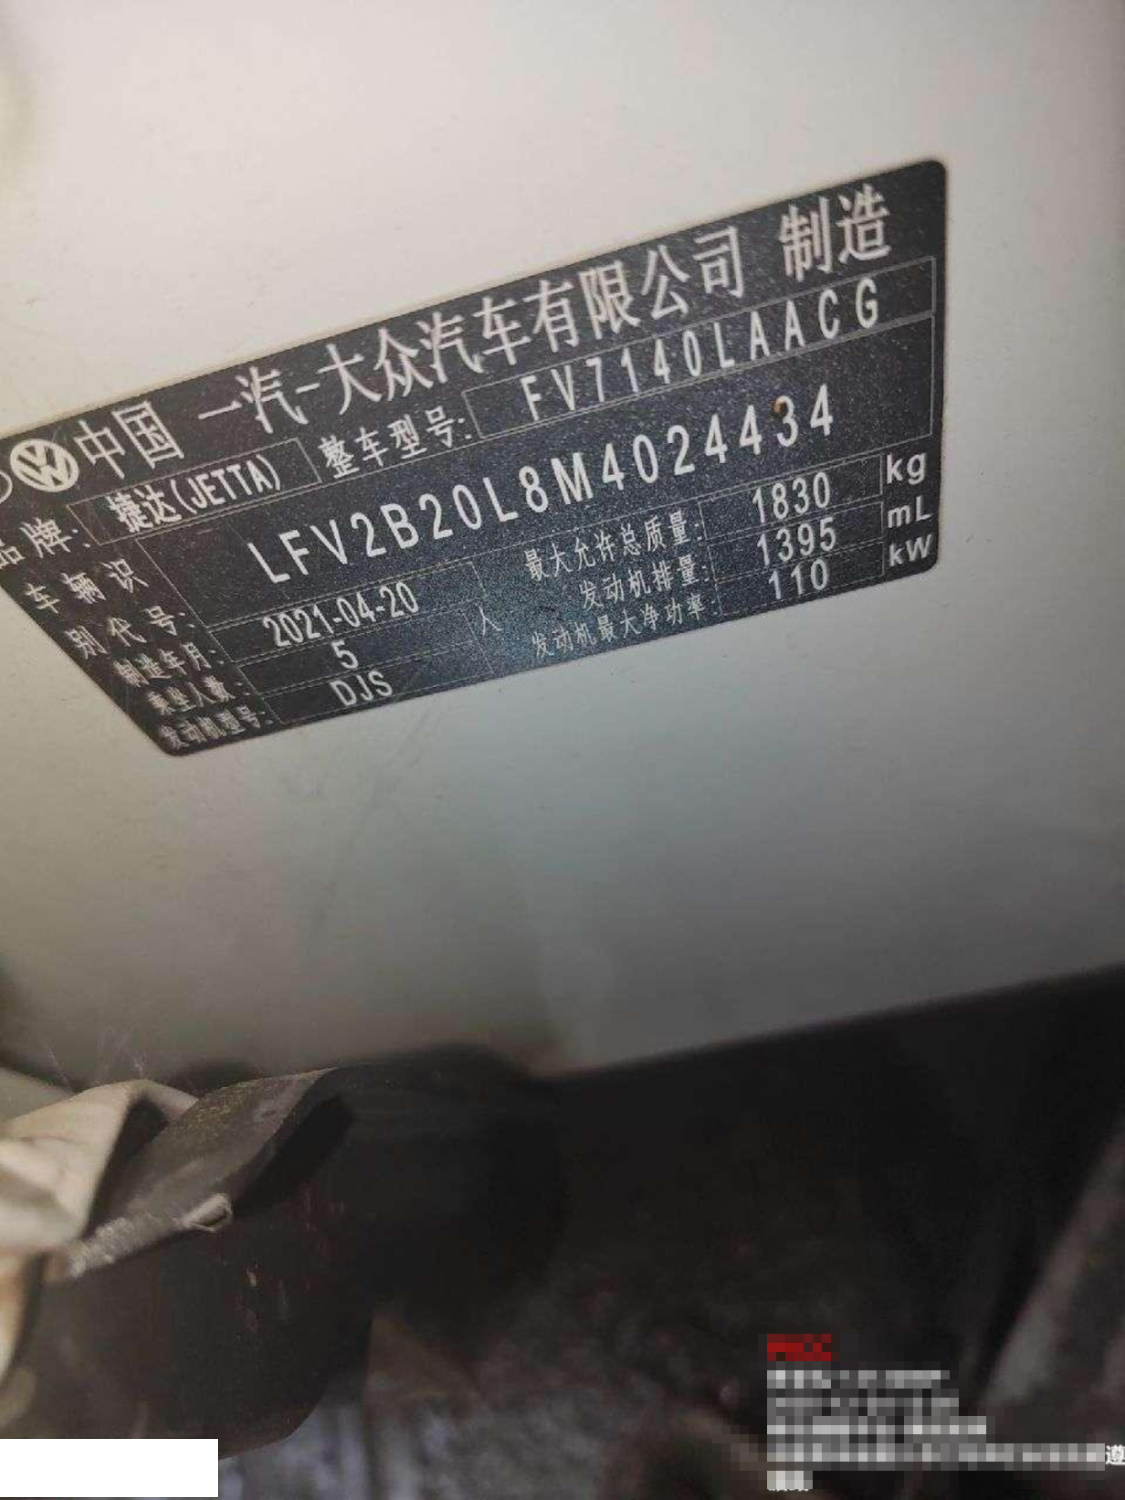 中国 一汽-大众汽车有限公司 制造
品牌: 捷达(JETTA) 整车型号: FV7140LAACG
车辆识别代号: LFV2B20L8M4024434
制造年月: 2021-04-20 最大允许总质量: 1830 kg
乘坐人数: 5 人 发动机排量: 1395 mL
发动机型号: DJS 发动机最大净功率: 110 kW
遵